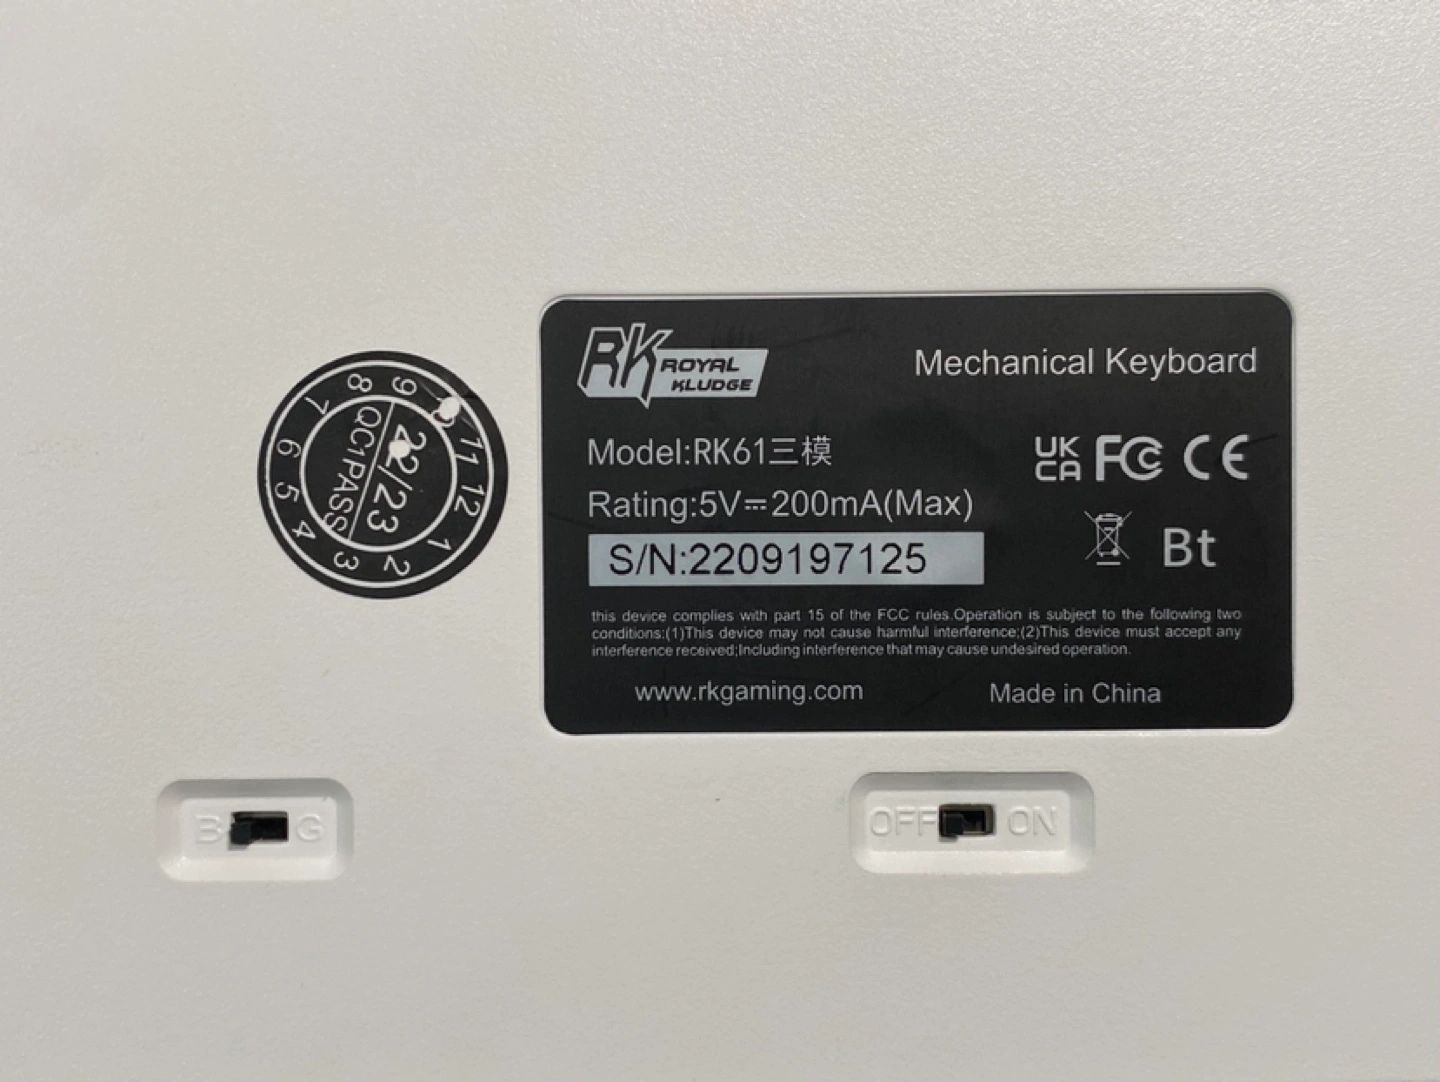 RK ROYAL
KLUDGE
Mechanical Keyboard
Model:RK61三模
UK
CA FC CE
Rating:5V⎓200mA(Max)
S/N:2209197125
Bt
this device complies with part 15 of the FCC rules.Operation is subject to the following two
conditions:(1)This device may not cause harmful interference;(2)This device must accept any
interference received;Including interference that may cause undesired operation.
www.rkgaming.com
Made in China
22/23
QC1PASS
1 2 3 4 5 6 7 8 9 11 12
B G
OFF ON